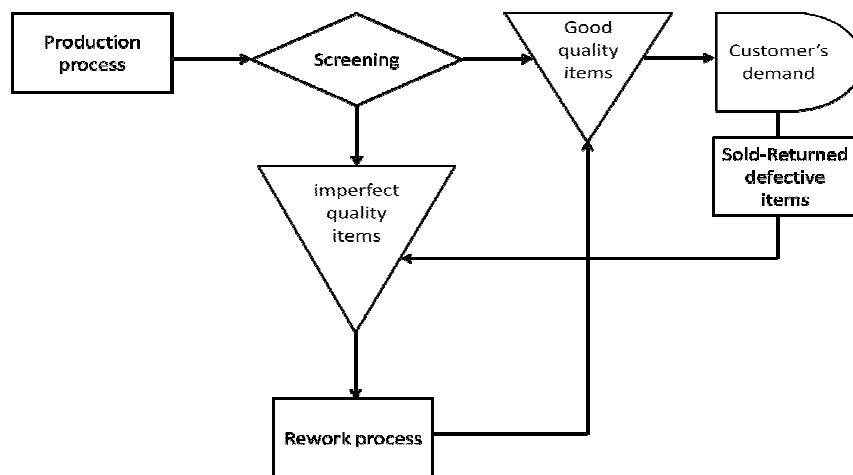 Production
process
Screening
Good
quality
items
Customer's
demand
Sold-Returned
defective
items
imperfect
quality
items
Rework process